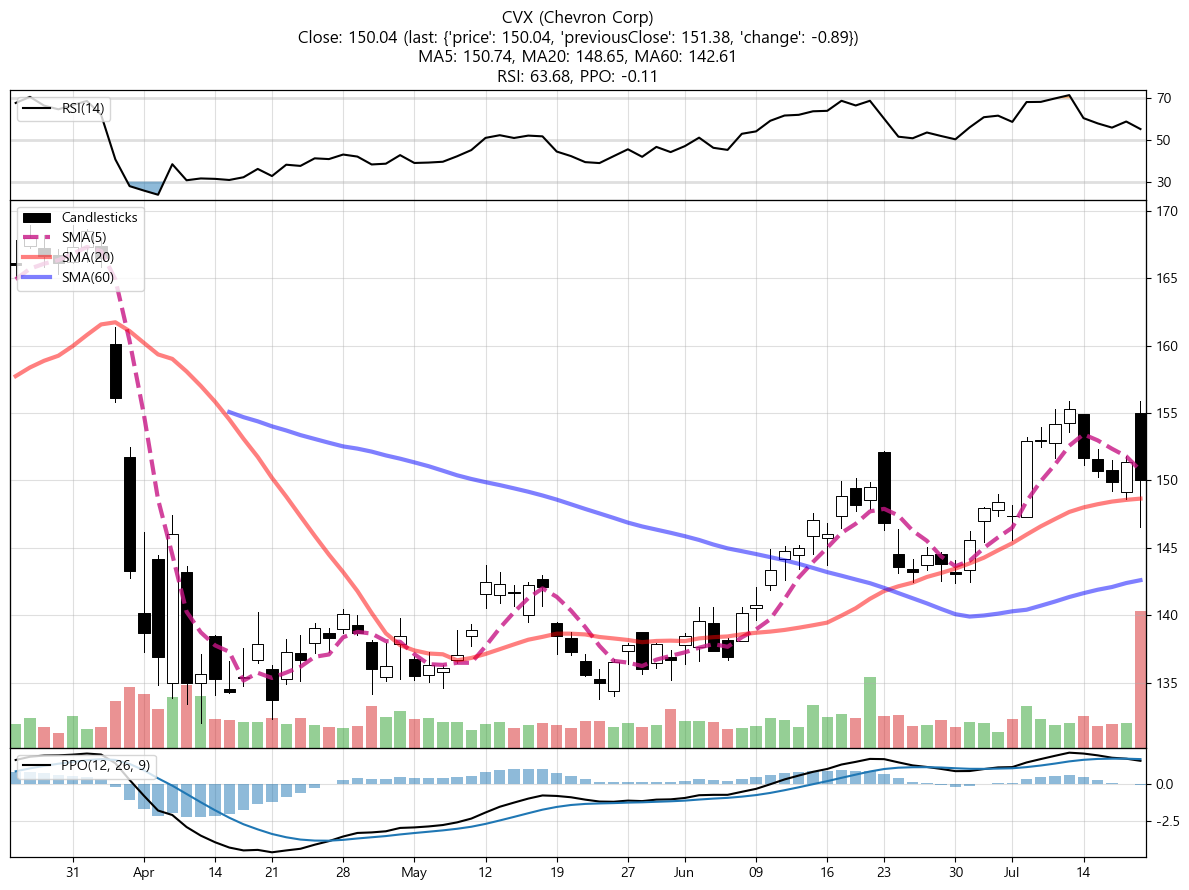 CVX (Chevron Corp)
Close: 150.04 (last: {'price': 150.04, 'previousClose': 151.38, 'change': -0.89})
MA5: 150.74, MA20: 148.65, MA60: 142.61
RSI: 63.68, PPO: -0.11
RSI(14)
70
50
30
Candlesticks
SMA(5)
SMA(20)
SMA(60)
170
165
160
155
150
145
140
135
PPO(12, 26, 9)
0.0
−2.5
31 Apr 14 21 28 May 12 19 27 Jun 09 16 23 30 Jul 14